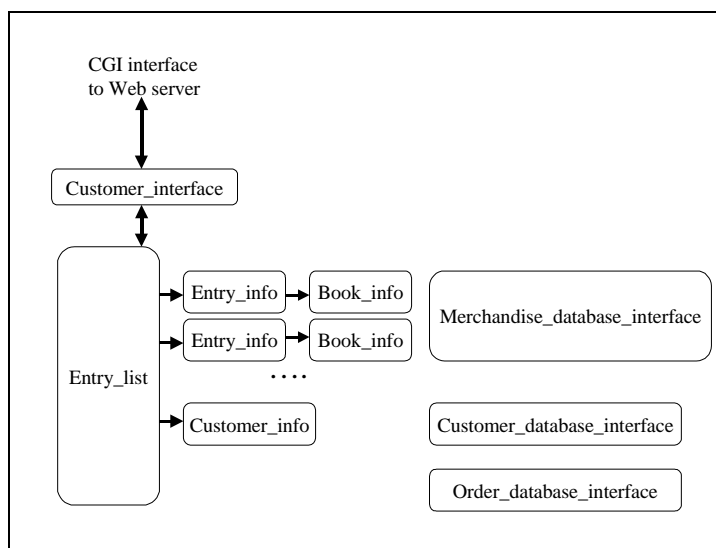 CGI interface
to Web server
Customer_interface
Entry_info
Book_info
Merchandise_database_interface
Entry_info
Book_info
....
Entry_list
Customer_info
Customer_database_interface
Order_database_interface